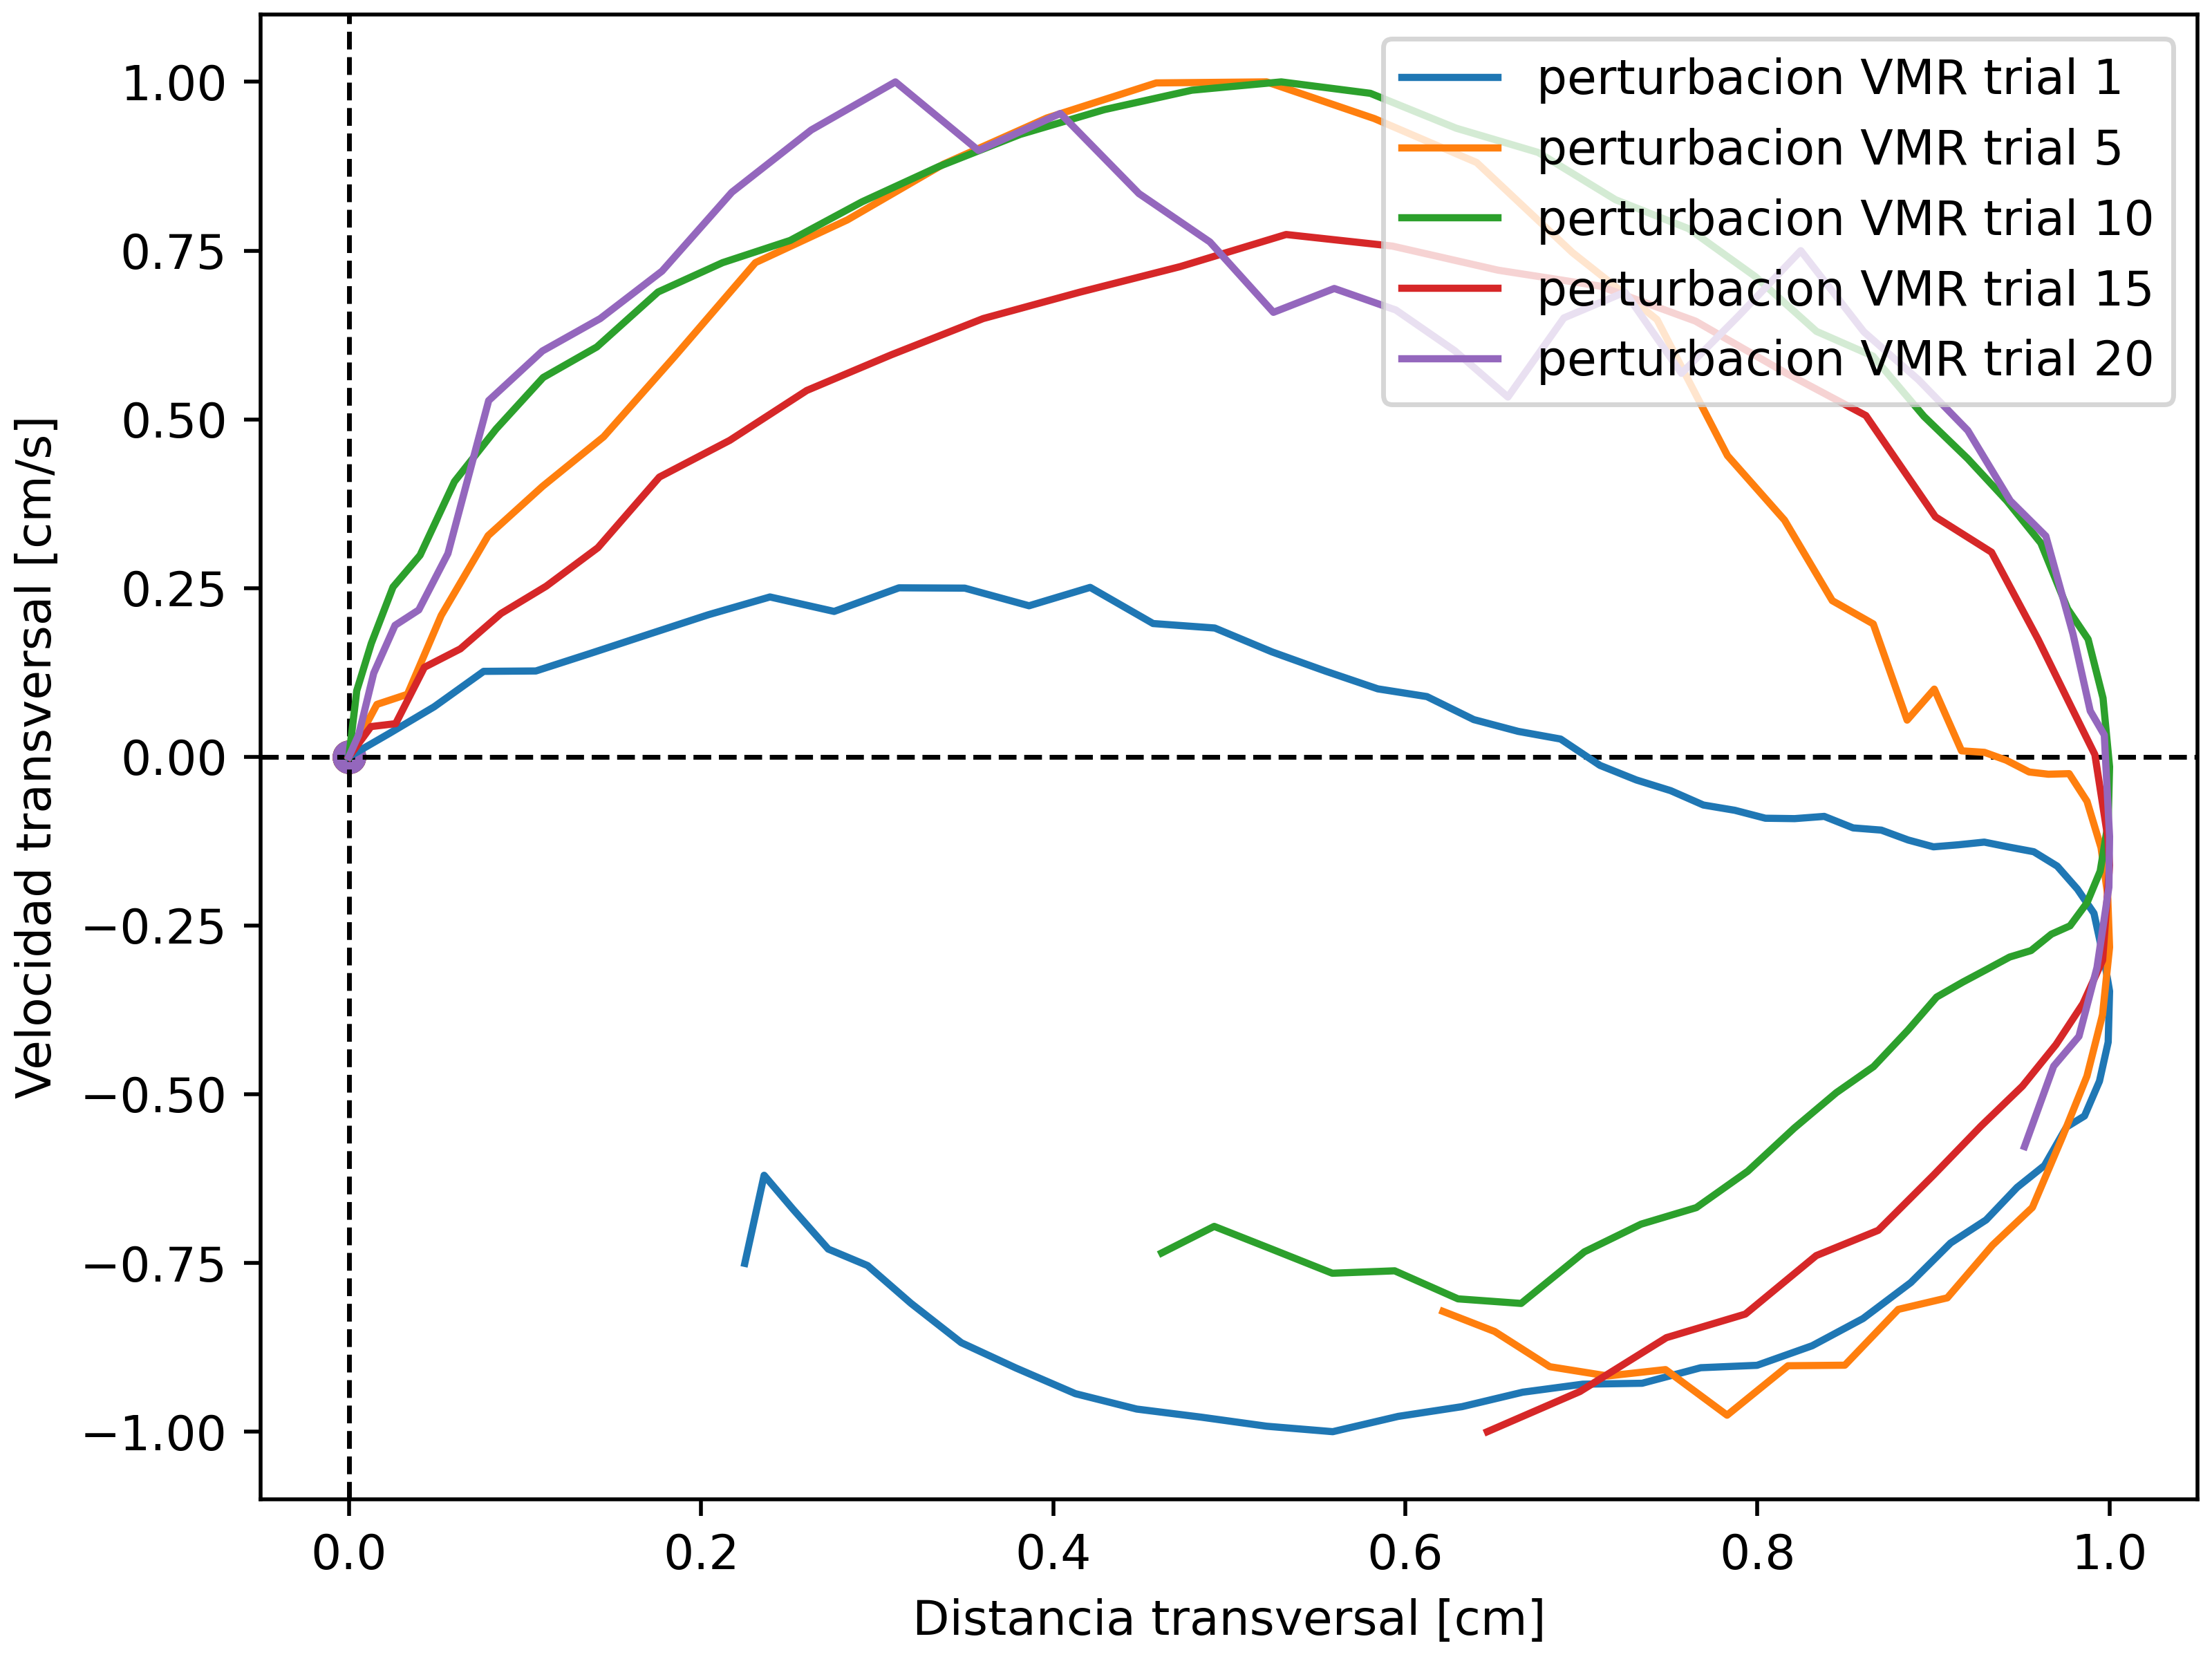 1.00
0.75
0.50
0.25
0.00
−0.25
−0.50
−0.75
−1.00
Velocidad transversal [cm/s]
perturbacion VMR trial 1
perturbacion VMR trial 5
perturbacion VMR trial 10
perturbacion VMR trial 15
perturbacion VMR trial 20
0.0 0.2 0.4 0.6 0.8 1.0
Distancia transversal [cm]